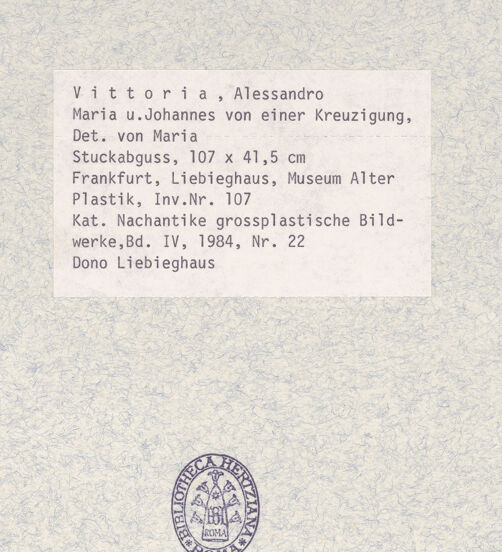 V i t t o r i a , Alessandro
Maria u.Johannes von einer Kreuzigung,
Det. von Maria
Stuckabguss, 107 x 41,5 cm
Frankfurt, Liebieghaus, Museum Alter
Plastik, Inv.Nr. 107
Kat. Nachantike grossplastische Bild-
werke,Bd. IV, 1984, Nr. 22
Dono Liebieghaus
*BIBLIOTHECA HERTZIANA*
ROMA
ROMA